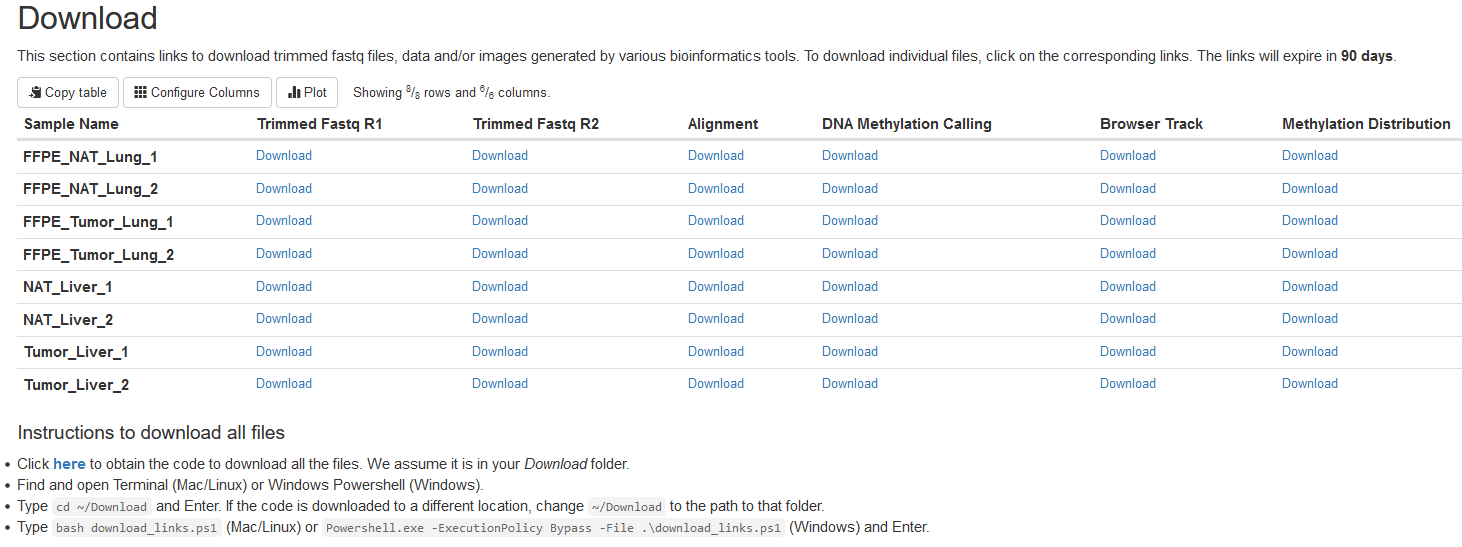 Download
This section contains links to download trimmed fastq files, data and/or images generated by various bioinformatics tools. To download individual files, click on the corresponding links. The links will expire in 90 days.
Copy table Configure Columns Plot Showing 8/8 rows and 6/6 columns.
Sample Name Trimmed Fastq R1 Trimmed Fastq R2 Alignment DNA Methylation Calling Browser Track Methylation Distribution
FFPE_NAT_Lung_1 Download Download Download Download Download Download
FFPE_NAT_Lung_2 Download Download Download Download Download Download
FFPE_Tumor_Lung_1 Download Download Download Download Download Download
FFPE_Tumor_Lung_2 Download Download Download Download Download Download
NAT_Liver_1 Download Download Download Download Download Download
NAT_Liver_2 Download Download Download Download Download Download
Tumor_Liver_1 Download Download Download Download Download Download
Tumor_Liver_2 Download Download Download Download Download Download
Instructions to download all files
• Click here to obtain the code to download all the files. We assume it is in your Download folder.
• Find and open Terminal (Mac/Linux) or Windows Powershell (Windows).
• Type cd ~/Download and Enter. If the code is downloaded to a different location, change ~/Download to the path to that folder.
• Type bash download_links.ps1 (Mac/Linux) or Powershell.exe -ExecutionPolicy Bypass -File .\download_links.ps1 (Windows) and Enter.